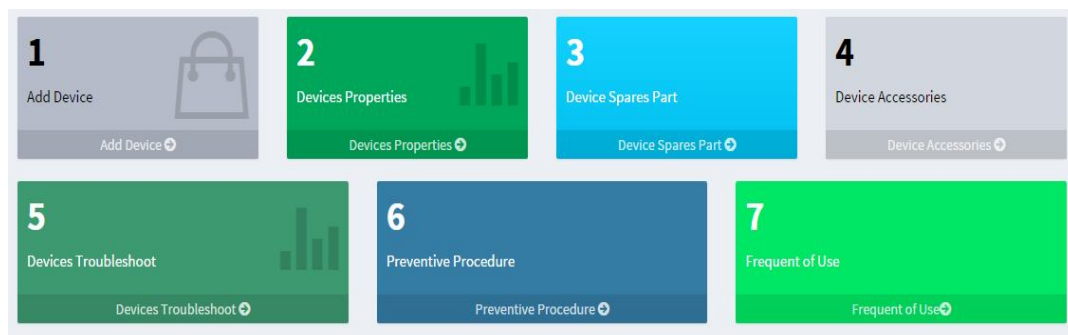 1
Add Device
Add Device
2
Devices Properties
Devices Properties
3
Device Spares Part
Device Spares Part
4
Device Accessories
Device Accessories
5
Devices Troubleshoot
Devices Troubleshoot
6
Preventive Procedure
Preventive Procedure
7
Frequent of Use
Frequent of Use